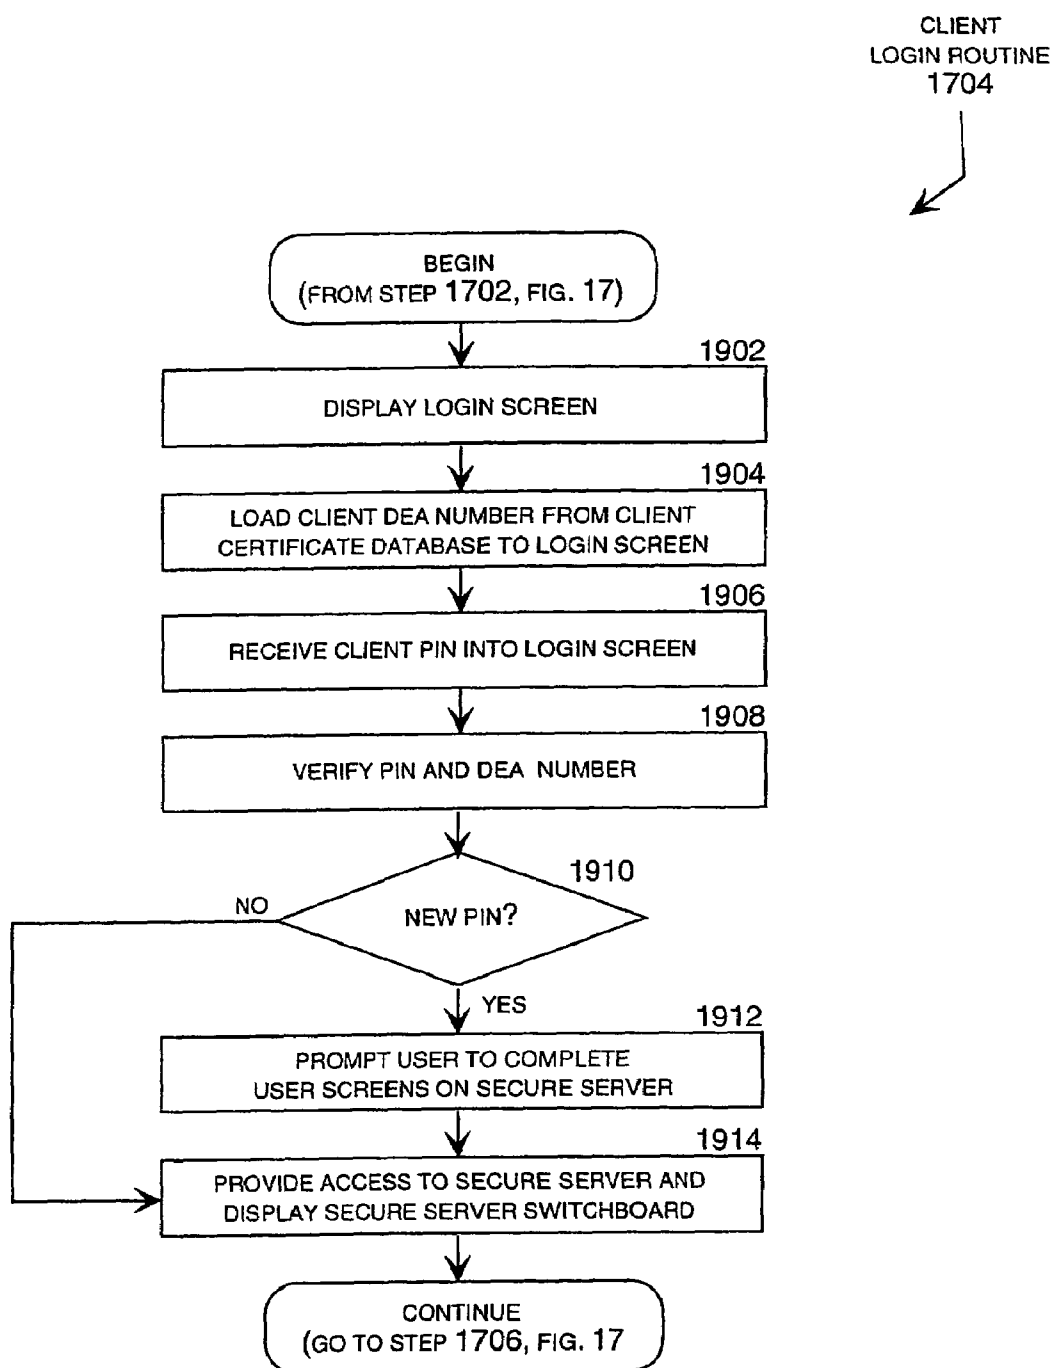 CLIENT
LOGIN ROUTINE
1704
BEGIN
(FROM STEP 1702, FIG. 17)
1902
DISPLAY LOGIN SCREEN
1904
LOAD CLIENT DEA NUMBER FROM CLIENT
CERTIFICATE DATABASE TO LOGIN SCREEN
1906
RECEIVE CLIENT PIN INTO LOGIN SCREEN
1908
VERIFY PIN AND DEA NUMBER
1910
NO
NEW PIN?
YES
1912
PROMPT USER TO COMPLETE
USER SCREENS ON SECURE SERVER
1914
PROVIDE ACCESS TO SECURE SERVER AND
DISPLAY SECURE SERVER SWITCHBOARD
CONTINUE
(GO TO STEP 1706, FIG. 17